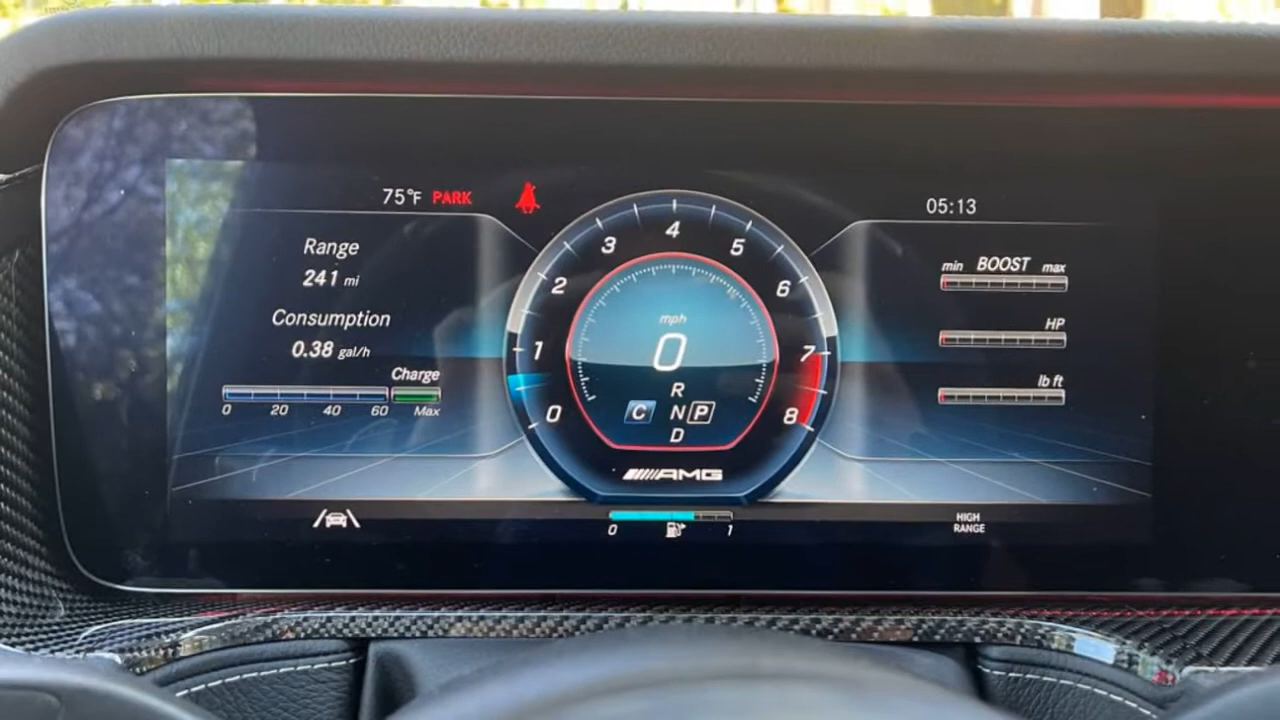 75°F PARK
05:13
Range
241 mi
Consumption
0.38 gal/h
Charge
0 20 40 60 Max
0 1 2 3 4 5 6 7 8
mph
0
R
C N P
D
AMG
min BOOST max
HP
lb ft
0 1
HIGH
RANGE